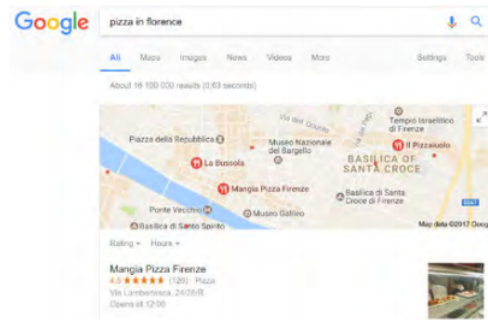 Google
pizza in florence
All Maps Images News Videos More Settings Tools
About 16 100 000 results (0,63 seconds)
Via dell' Oriuolo
Tempio Israelitico
di Firenze
Piazza della Repubblica
Museo Nazionale
del Bargello
Il Pizzaiuolo
La Bussola
BASILICA OF
SANTA CROCE
Mangia Pizza Firenze
Basilica di Santa
Croce di Firenze
Ponte Vecchio
Museo Galileo
Basilica di Santo Spirito
Map data ©2017 Goog
Rating Hours
Mangia Pizza Firenze
4.5 ★★★★★ (126) · Pizza
Via Lambertesca, 24/26/R
Opens at 12:00